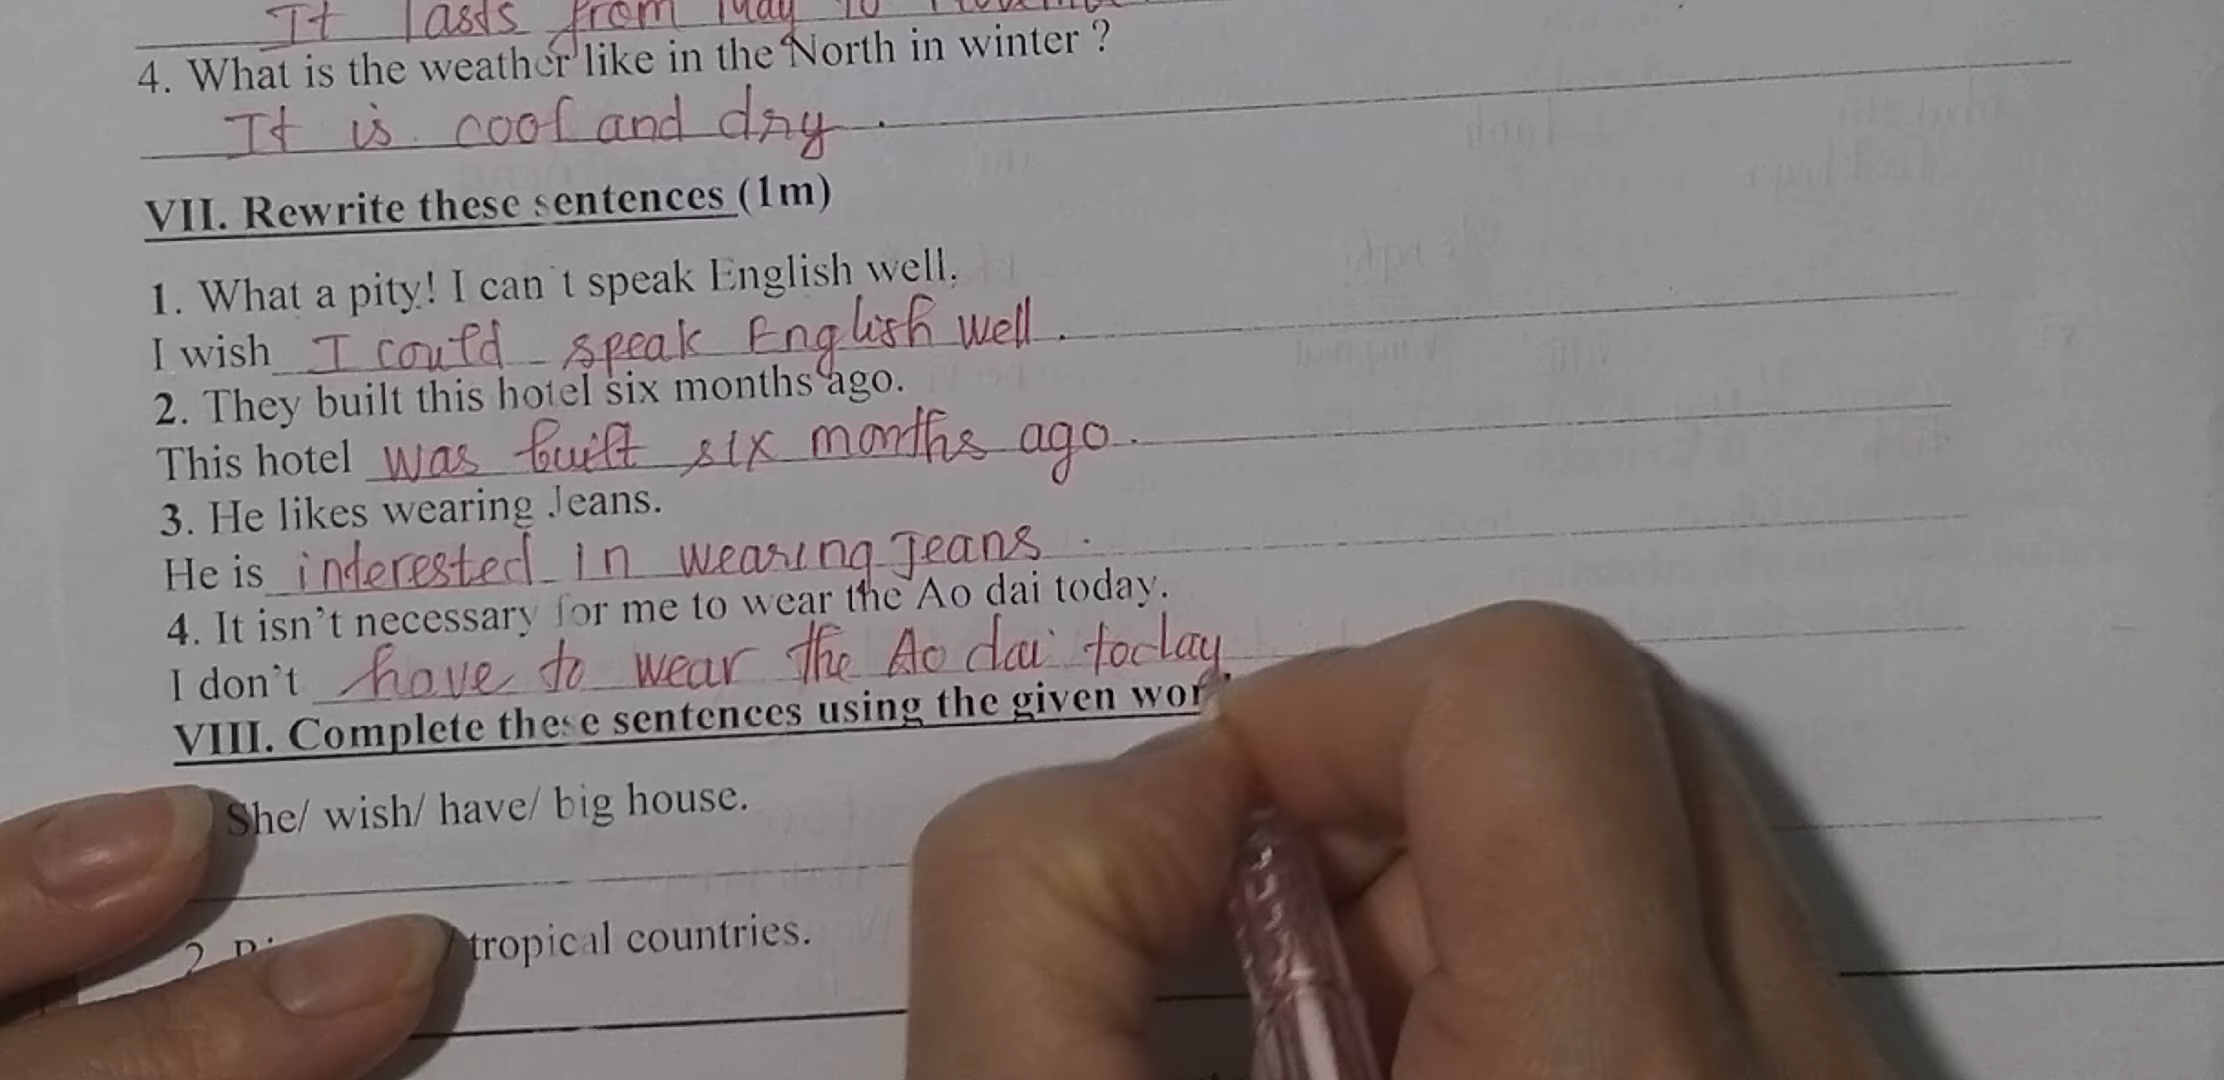 It lasts from May to
4. What is the weather like in the North in winter ?
It is cool and dry .
VII. Rewrite these sentences (1m)
1. What a pity! I can't speak English well.
I wish I could speak English well .
2. They built this hotel six months ago.
This hotel was built six months ago .
3. He likes wearing Jeans.
He is interested in wearing Jeans .
4. It isn't necessary for me to wear the Ao dai today.
I don't have to wear the Ao dai today
VIII. Complete these sentences using the given
She/ wish/ have/ big house.
2. tropical countries.